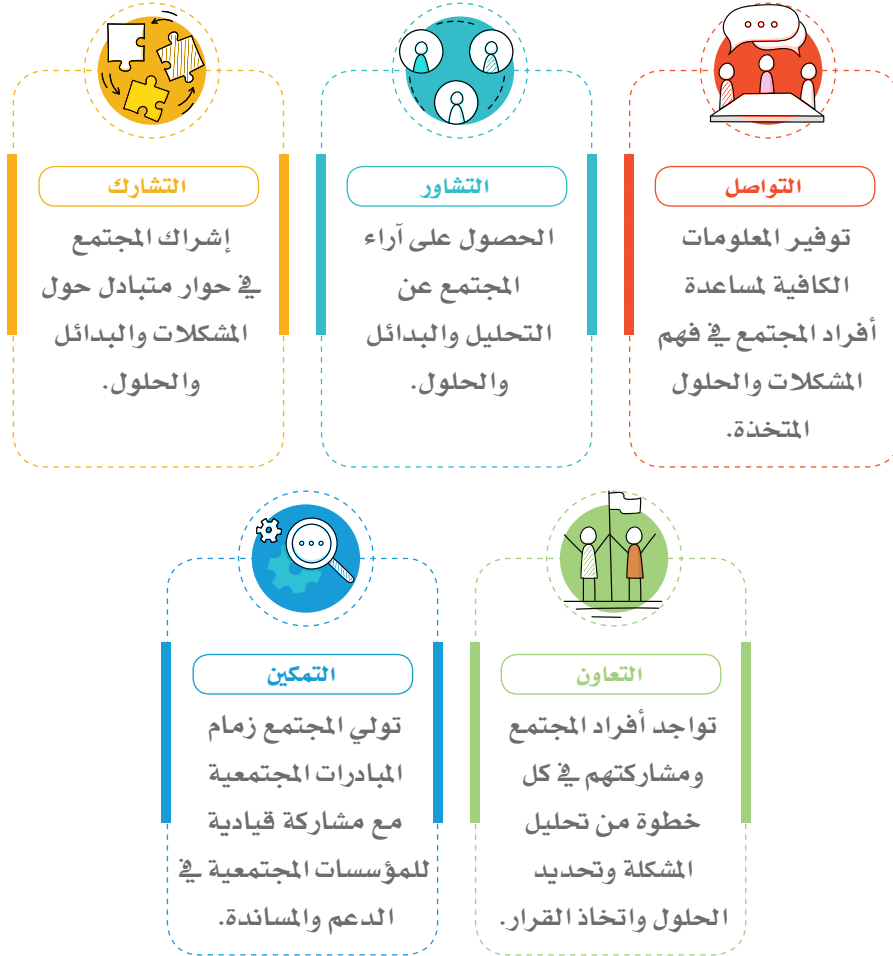 التواصل
توفير المعلومات
الكافية لمساعدة
أفراد المجتمع في فهم
المشكلات والحلول
المتخذة.
التشاور
الحصول على آراء
المجتمع عن
التحليل والبدائل
والحلول.
التشارك
إشراك المجتمع
في حوار متبادل حول
المشكلات والبدائل
والحلول.
التعاون
تواجد أفراد المجتمع
ومشاركتهم في كل
خطوة من تحليل
المشكلة وتحديد
الحلول واتخاذ القرار.
التمكين
تولي المجتمع زمام
المبادرات المجتمعية
مع مشاركة قيادية
للمؤسسات المجتمعية في
الدعم والمساندة.